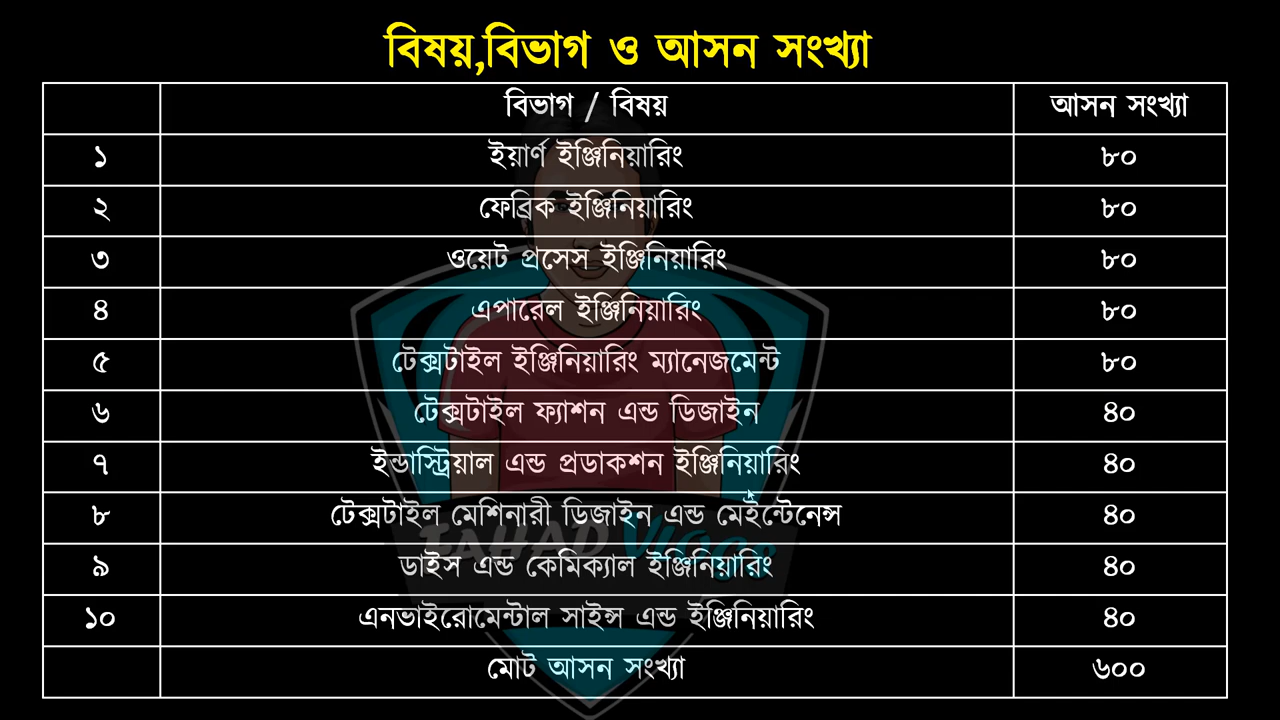 বিষয়,বিভাগ ও আসন সংখ্যা
বিভাগ / বিষয় আসন সংখ্যা
১ ইয়ার্ণ ইঞ্জিনিয়ারিং ৮০
২ ফেব্রিক ইঞ্জিনিয়ারিং ৮০
৩ ওয়েট প্রসেস ইঞ্জিনিয়ারিং ৮০
৪ এপারেল ইঞ্জিনিয়ারিং ৮০
৫ টেক্সটাইল ইঞ্জিনিয়ারিং ম্যানেজমেন্ট ৮০
৬ টেক্সটাইল ফ্যাশন এন্ড ডিজাইন ৪০
৭ ইন্ডাস্ট্রিয়াল এন্ড প্রডাকশন ইঞ্জিনিয়ারিং ৪০
৮ টেক্সটাইল মেশিনারী ডিজাইন এন্ড মেইন্টেনেন্স ৪০
FAHAD Vlogs
৯ ডাইস এন্ড কেমিক্যাল ইঞ্জিনিয়ারিং ৪০
১০ এনভাইরোমেন্টাল সাইন্স এন্ড ইঞ্জিনিয়ারিং ৪০
মোট আসন সংখ্যা ৬০০